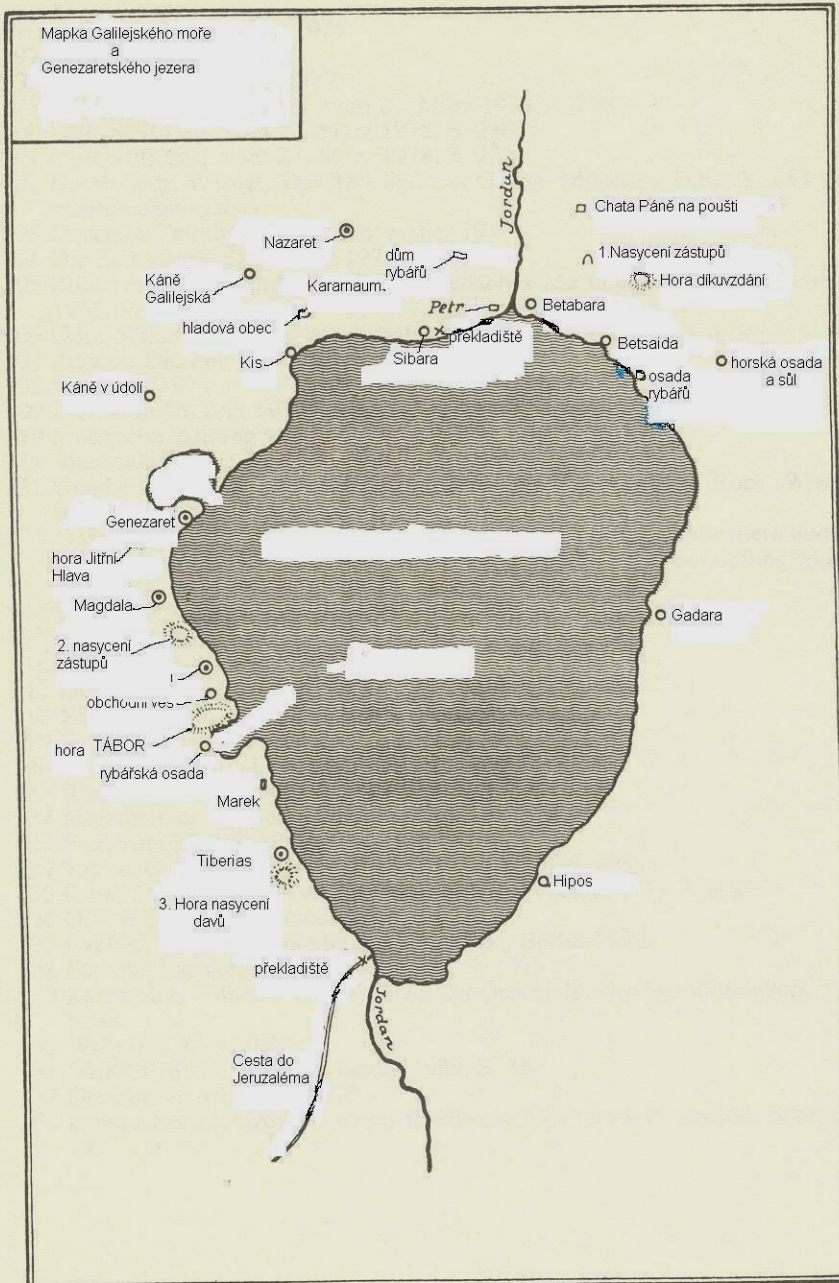 Mapka Galilejského moře
a
Genezaretského jezera
Jordun
Chata Páně na poušti
Nazaret
dům
rybářů
1.Nasycení zástupů
Káně
Galilejská
Kararnaum.
Hora díkuvzdání
Petr
Betabara
hladová obec
překladiště
Sibara
Betsaida
Kis
horská osada
a sůl
osada
rybářů
Káně v údolí
Genezaret
hora Jitřní
Hlava
Magdala
Gadara
2. nasycení
zástupů
obchodní ves
hora TÁBOR
rybářská osada
Marek
Tiberias
Hipos
3. Hora nasycení
davů
překladiště
Jordan
Cesta do
Jeruzaléma